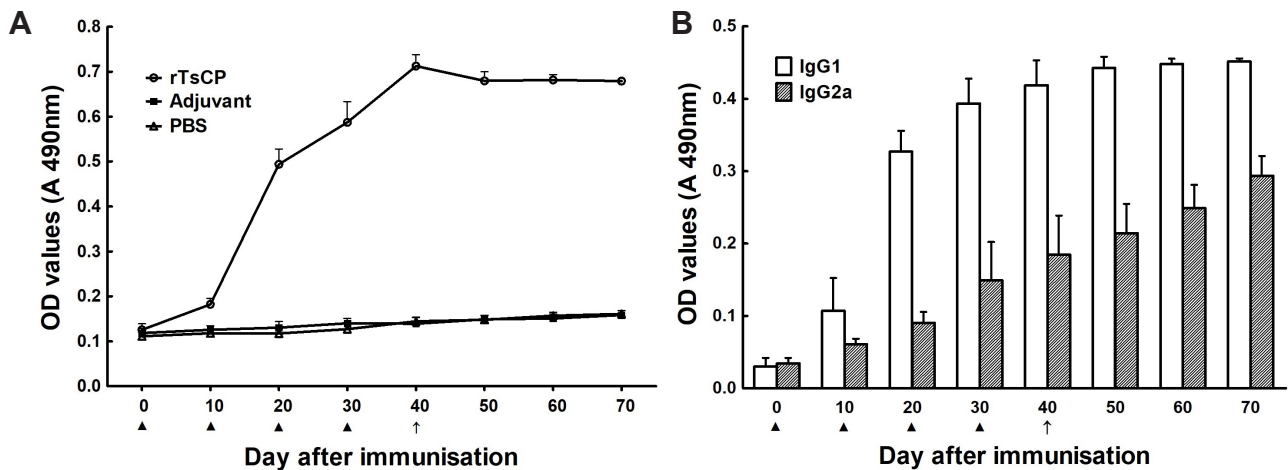 A
OD values (A 490nm)
0.8
0.7
0.6
0.5
0.4
0.3
0.2
0.1
0.0
rTsCP
Adjuvant
PBS
0 10 20 30 40 50 60 70
▲ ▲ ▲ ▲ ↑
Day after immunisation
B
OD values (A 490nm)
0.5
0.4
0.3
0.2
0.1
0.0
IgG1
IgG2a
0 10 20 30 40 50 60 70
▲ ▲ ▲ ▲ ↑
Day after immunisation